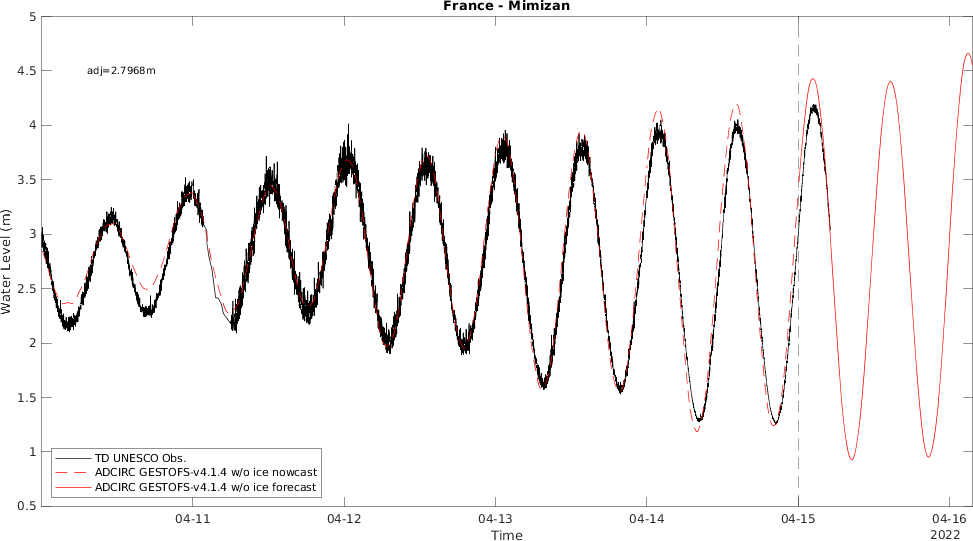 France - Mimizan
adj=2.7968m
5
4.5
4
3.5
3
2.5
2
1.5
1
0.5
Water Level (m)
TD UNESCO Obs.
ADCIRC GESTOFS-v4.1.4 w/o ice nowcast
ADCIRC GESTOFS-v4.1.4 w/o ice forecast
04-11 04-12 04-13 04-14 04-15 04-16
Time
2022